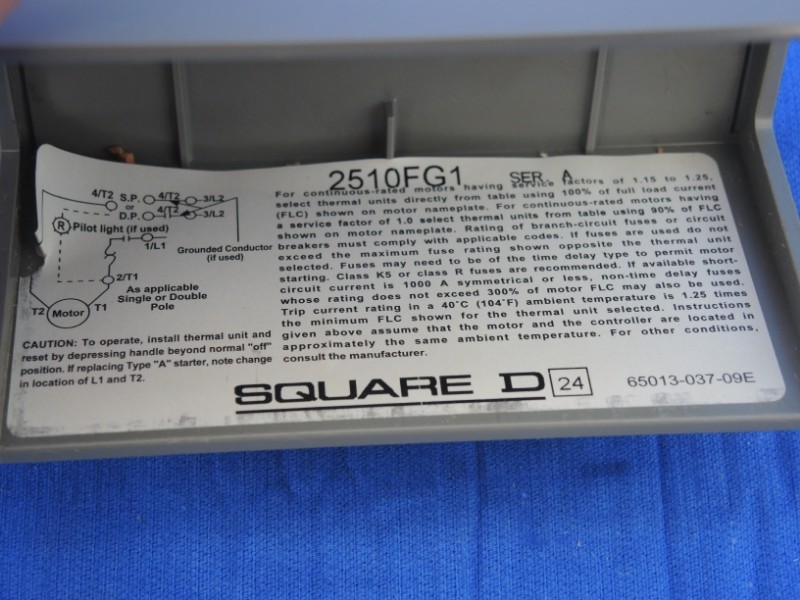 2510FG1 SER. A
4/T2 S.P. 4/T2 3/L2
or
D.P. 4/T2 3/L2
R Pilot light (if used)
1/L1
Grounded Conductor
(if used)
2/T1
As applicable
Single or Double
Pole
T2 Motor T1
CAUTION: To operate, install thermal unit and
reset by depressing handle beyond normal "off"
position. If replacing Type "A" starter, note change
in location of L1 and T2.
For continuous-rated motors having service factors of 1.15 to 1.25,
select thermal units directly from table using 100% of full load current
(FLC) shown on motor nameplate. For continuous-rated motors having
a service factor of 1.0 select thermal units from table using 90% of FLC
shown on motor nameplate. Rating of branch-circuit fuses or circuit
breakers must comply with applicable codes. If fuses are used do not
exceed the maximum fuse rating shown opposite the thermal unit
selected. Fuses may need to be of the time delay type to permit motor
starting. Class K5 or class R fuses are recommended. If available short-
circuit current is 1000 A symmetrical or less, non-time delay fuses
whose rating does not exceed 300% of motor FLC may also be used.
Trip current rating in a 40°C (104°F) ambient temperature is 1.25 times
the minimum FLC shown for the thermal unit selected. Instructions
given above assume that the motor and the controller are located in
approximately the same ambient temperature. For other conditions,
consult the manufacturer.
SQUARE D 24 65013-037-09E